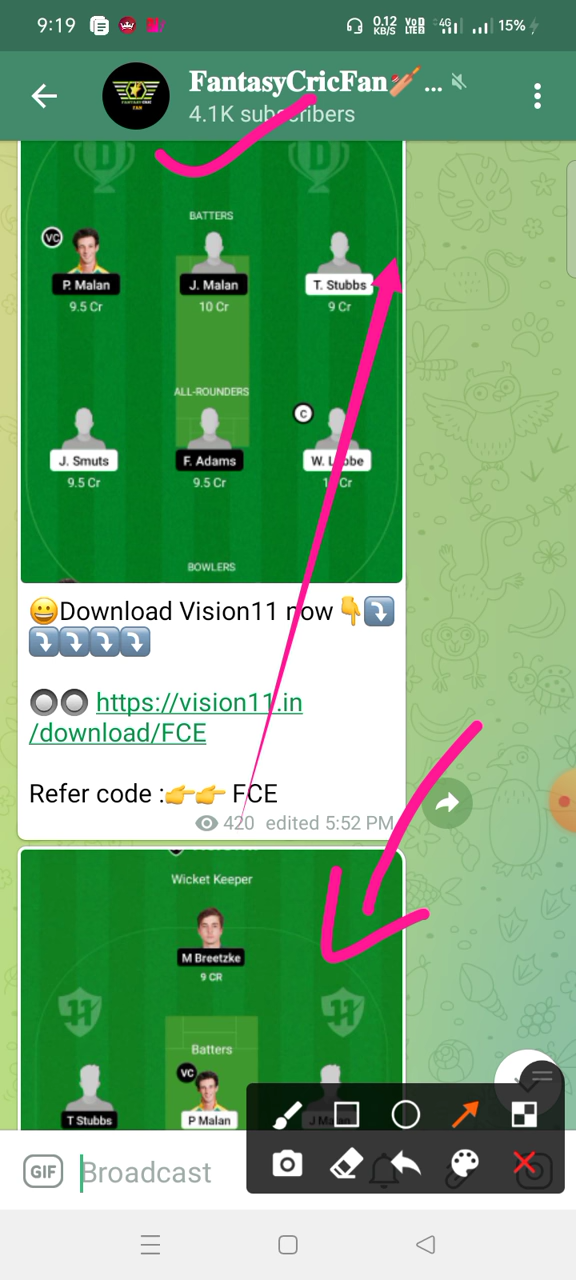 9:19
0.12 KB/S
VoD LTE2
4G
15%
FantasyCricFan🏏...
4.1K subscribers
BATTERS
VC
P. Malan
J. Malan
T. Stubbs
9.5 Cr
10 Cr
9 Cr
ALL-ROUNDERS
C
J. Smuts
F. Adams
9.5 Cr
9.5 Cr
Cr
BOWLERS
😀Download Vision11 now 👇⤵️
⤵️⤵️⤵️⤵️
🔘🔘 https://vision11.in
/download/FCE
Refer code :👉👉 FCE
420 edited 5:52 PM
Wicket Keeper
M Breetzke
9 CR
Batters
VC
T Stubbs
P Malan
GIF
Broadcast